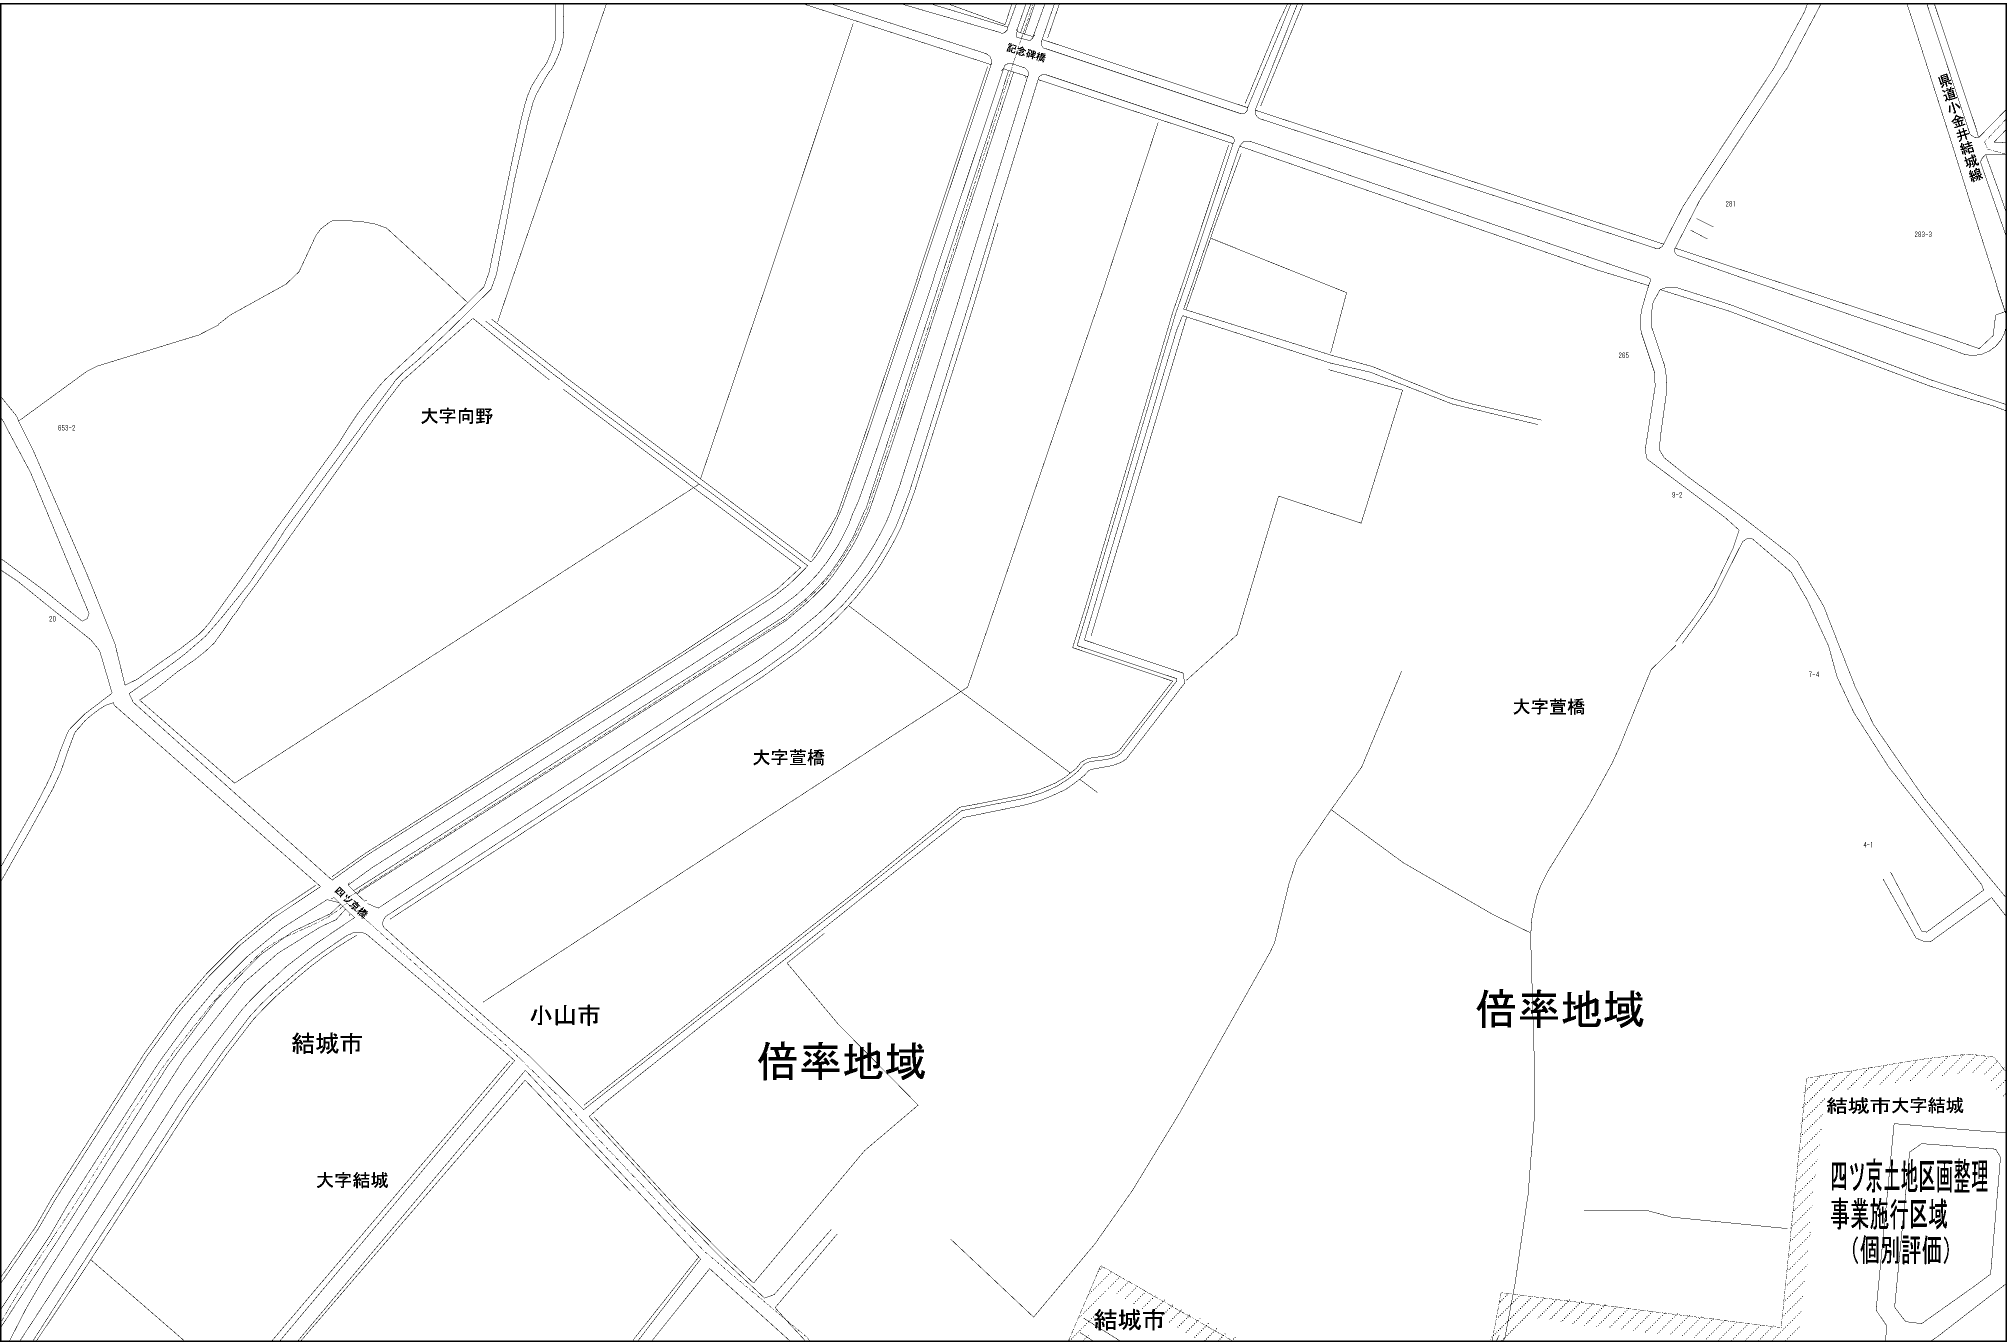 記念碑橋
県道小金井結城線
281
283-3
265
大字向野
653-2
9-2
20
7-4
大字萱橋
大字萱橋
4-1
四ツ京橋
倍率地域
小山市
結城市
倍率地域
結城市大字結城
大字結城
四ツ京土地区画整理
事業施行区域
（個別評価）
結城市